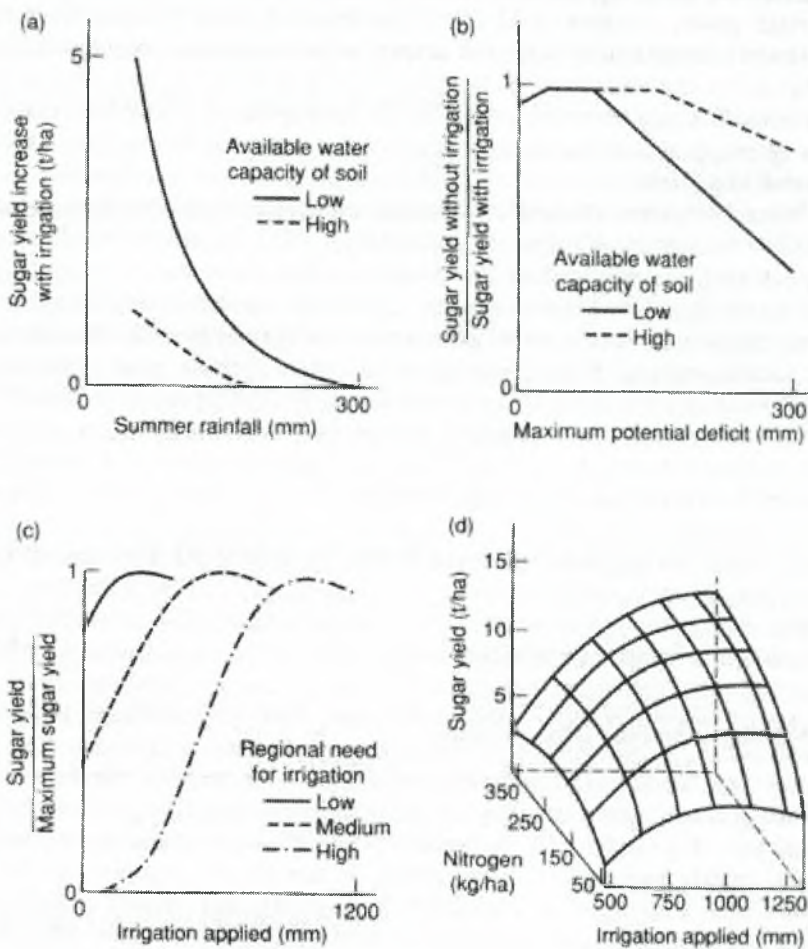 (a)
5
Sugar yield increase
with irrigation (t/ha)
Available water
capacity of soil
Low
High
0
0
300
Summer rainfall (mm)
(b)
1
Sugar yield without irrigation
Sugar yield with irrigation
Available water
capacity of soil
Low
High
0
0
300
Maximum potential deficit (mm)
(c)
1
Sugar yield
Maximum sugar yield
Regional need
for irrigation
Low
Medium
High
0
0
1200
Irrigation applied (mm)
(d)
Sugar yield (t/ha)
15
10
5
350
250
150
50
Nitrogen
(kg/ha)
500
750
1000
1250
Irrigation applied (mm)